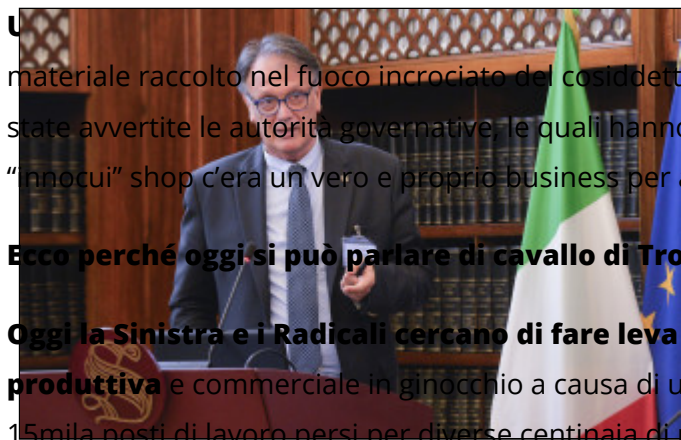 U
materiale raccolto nel fuoco incrociato del cosiddett
state avvertite le autorità governative, le quali hanno
“innocui” shop c’era un vero e proprio business per a
Ecco perché oggi si può parlare di cavallo di Tro
Oggi la Sinistra e i Radicali cercano di fare leva
produttiva e commerciale in ginocchio a causa di u
15mila posti di lavoro persi per diverse centinaia di